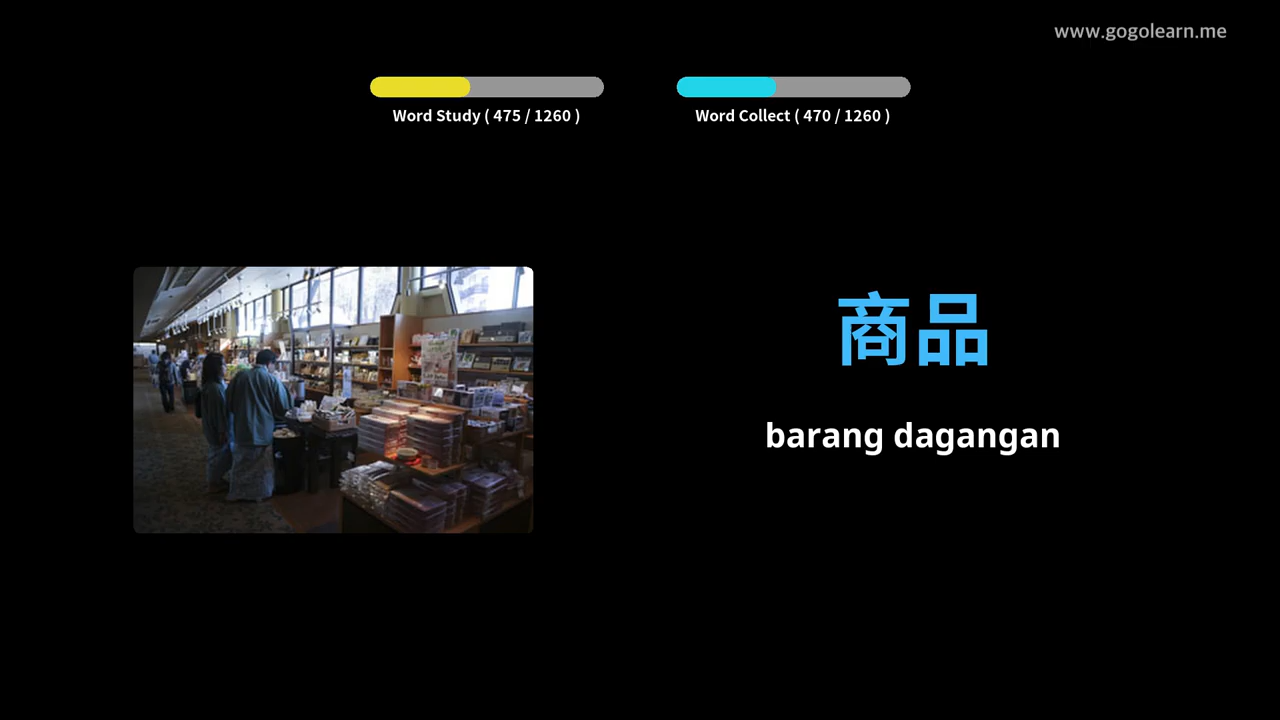 www.gogolearn.me
Word Study ( 475 / 1260 )
Word Collect ( 470 / 1260 )
商品
barang dagangan